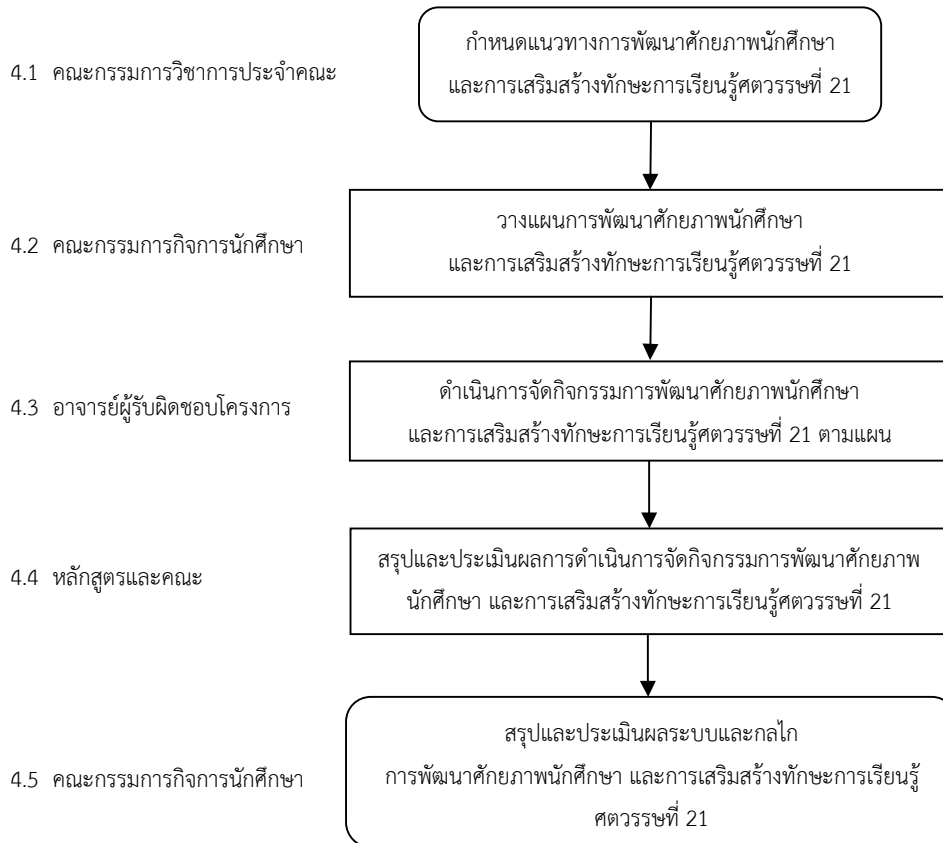 กำหนดแนวทางการพัฒนาศักยภาพนักศึกษา
4.1 คณะกรรมการวิชาการประจำคณะ
และการเสริมสร้างทักษะการเรียนรู้ศตวรรษที่ 21
วางแผนการพัฒนาศักยภาพนักศึกษา
4.2 คณะกรรมการกิจการนักศึกษา
และการเสริมสร้างทักษะการเรียนรู้ศตวรรษที่ 21
ดำเนินการจัดกิจกรรมการพัฒนาศักยภาพนักศึกษา
4.3 อาจารย์ผู้รับผิดชอบโครงการ
และการเสริมสร้างทักษะการเรียนรู้ศตวรรษที่ 21 ตามแผน
สรุปและประเมินผลการดำเนินการจัดกิจกรรมการพัฒนาศักยภาพ
4.4 หลักสูตรและคณะ
นักศึกษา และการเสริมสร้างทักษะการเรียนรู้ศตวรรษที่ 21
สรุปและประเมินผลระบบและกลไก
4.5 คณะกรรมการกิจการนักศึกษา
การพัฒนาศักยภาพนักศึกษา และการเสริมสร้างทักษะการเรียนรู้
ศตวรรษที่ 21